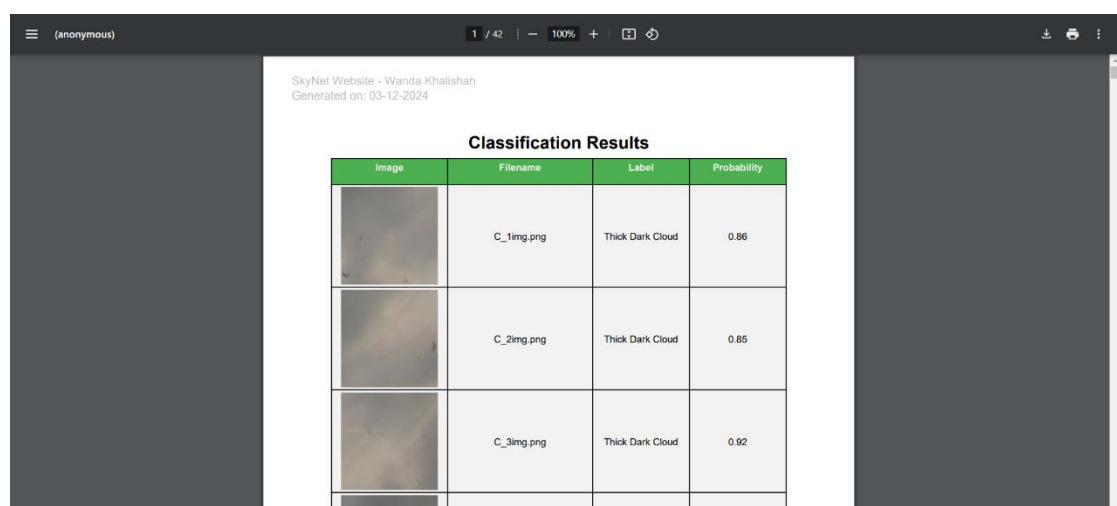 (anonymous)
1 / 42 | − 100% +
SkyNet Website - Wanda Khalishah
Generated on: 03-12-2024
Classification Results
Image Filename Label Probability
C_1img.png Thick Dark Cloud 0.86
C_2img.png Thick Dark Cloud 0.85
C_3img.png Thick Dark Cloud 0.92